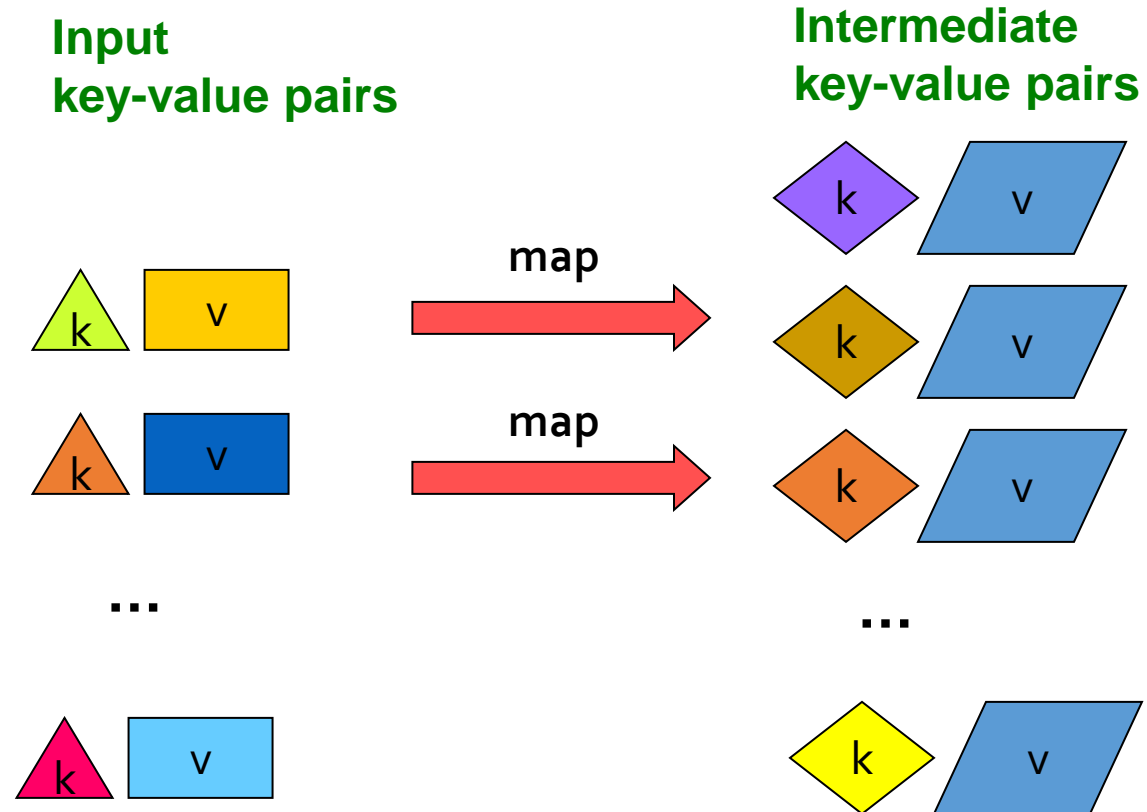 Input
key-value pairs
Intermediate
key-value pairs
k v
map
k v
k v
map
k v
k v
...
...
k v
k v